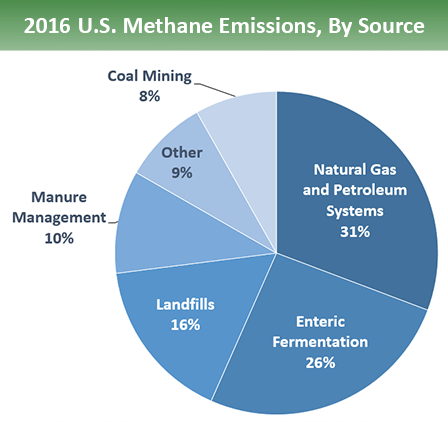 2016 U.S. Methane Emissions, By Source
Coal Mining
8%
Natural Gas
and Petroleum
Systems
31%
Other
9%
Manure
Management
10%
Landfills
16%
Enteric
Fermentation
26%